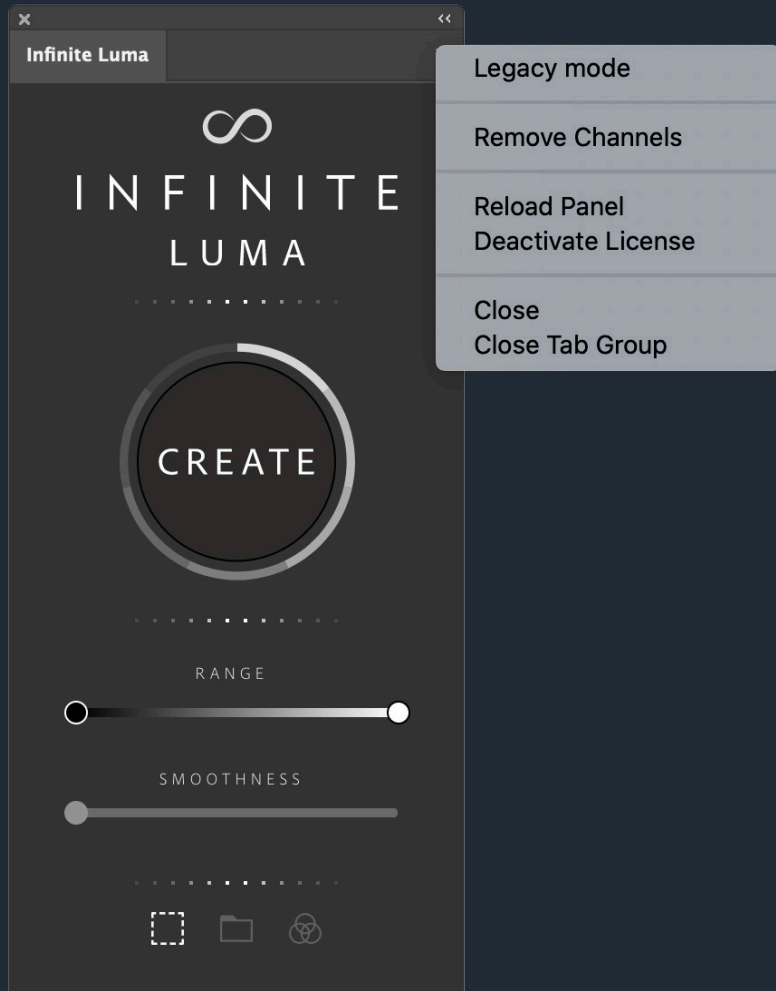 Infinite Luma
Legacy mode
Remove Channels
Reload Panel
Deactivate License
Close
Close Tab Group
INFINITE
LUMA
CREATE
RANGE
SMOOTHNESS